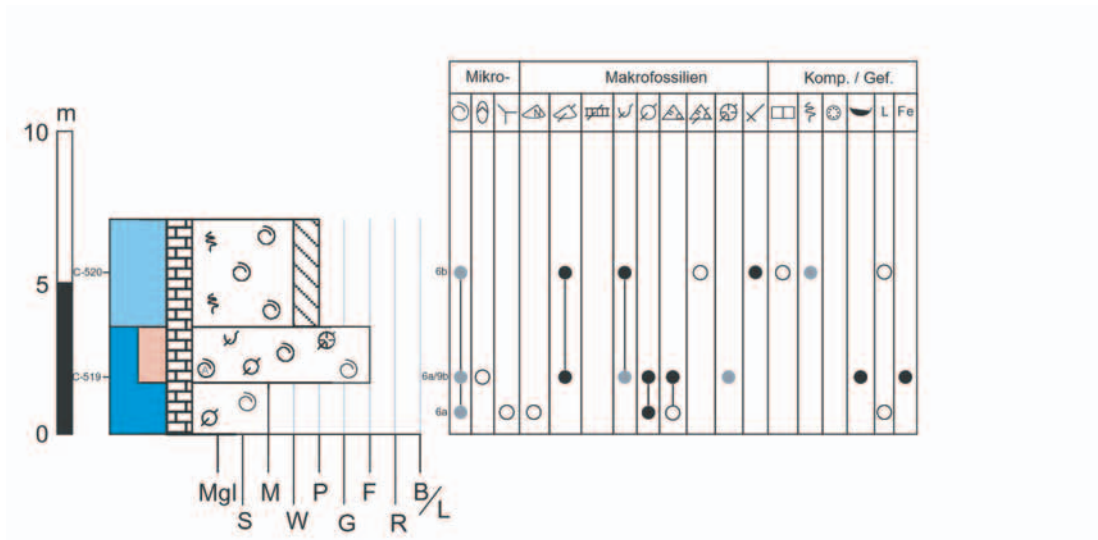 Mikro- Makrofossilien Komp. / Gef.
m
L Fe
10
C-520 6b
5
C-519 6a/9b
6a
0
Mgl M P F B/L
S W G R